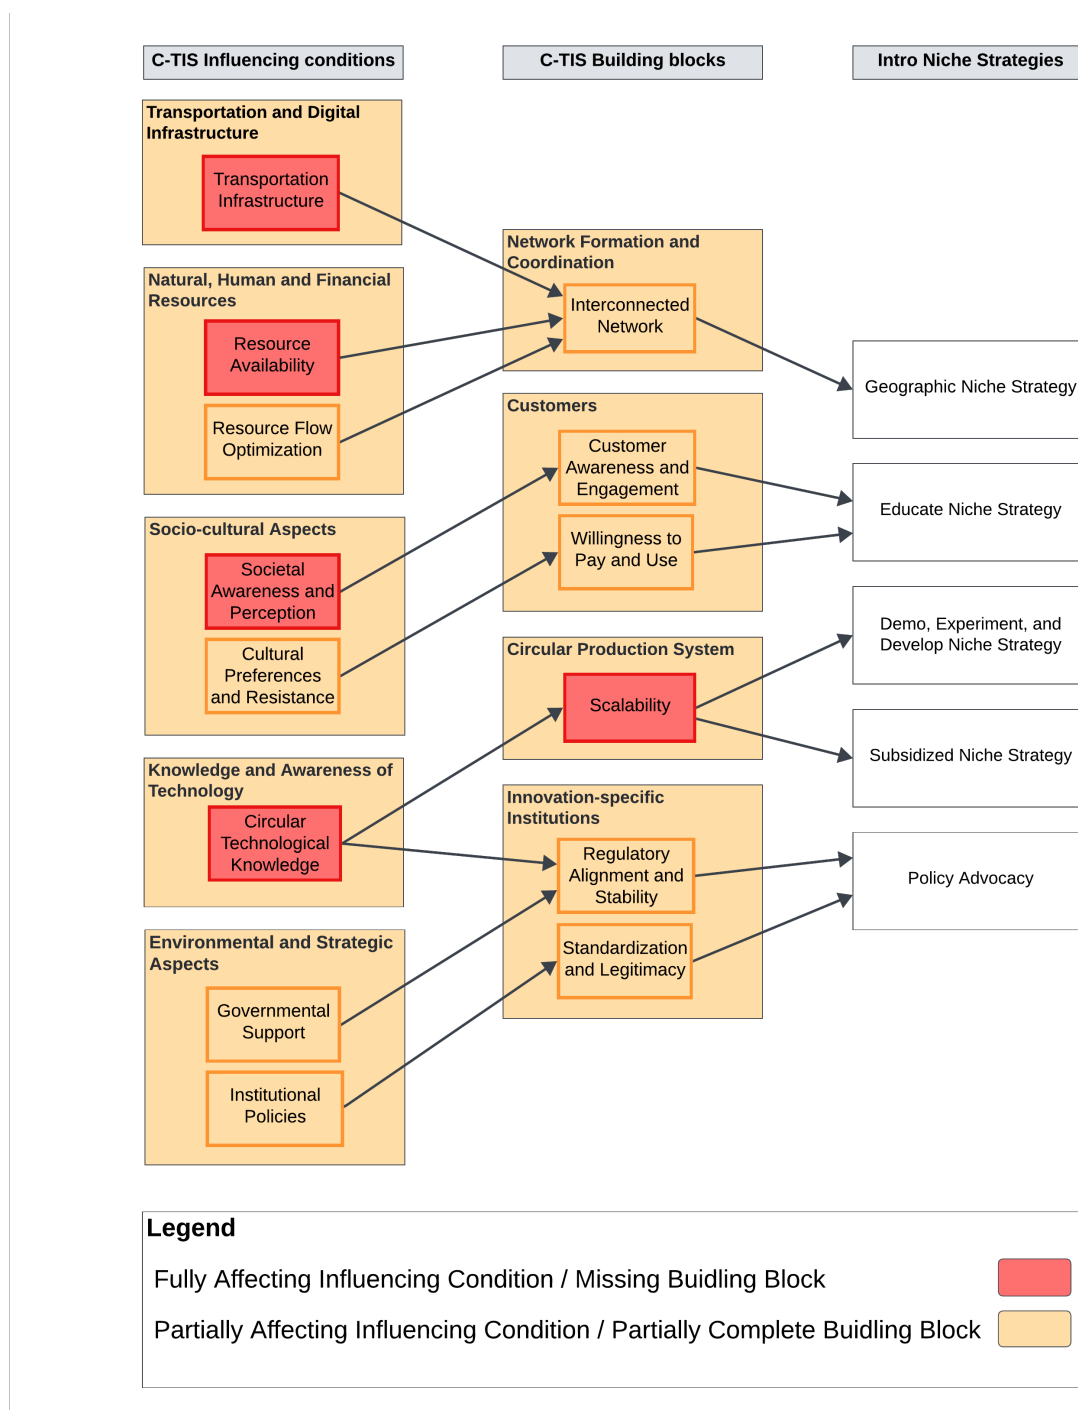 C-TIS Influencing conditions
C-TIS Building blocks
Intro Niche Strategies
Transportation and Digital
Infrastructure
Transportation
Infrastructure
Natural, Human and Financial
Resources
Resource
Availability
Resource Flow
Optimization
Socio-cultural Aspects
Societal
Awareness and
Perception
Cultural
Preferences
and Resistance
Knowledge and Awareness of
Technology
Circular
Technological
Knowledge
Environmental and Strategic
Aspects
Governmental
Support
Institutional
Policies
Network Formation and
Coordination
Interconnected
Network
Customers
Customer
Awareness and
Engagement
Willingness to
Pay and Use
Circular Production System
Scalability
Innovation-specific
Institutions
Regulatory
Alignment and
Stability
Standardization
and Legitimacy
Geographic Niche Strategy
Educate Niche Strategy
Demo, Experiment, and
Develop Niche Strategy
Subsidized Niche Strategy
Policy Advocacy
Legend
Fully Affecting Influencing Condition / Missing Buidling Block
Partially Affecting Influencing Condition / Partially Complete Buidling Block